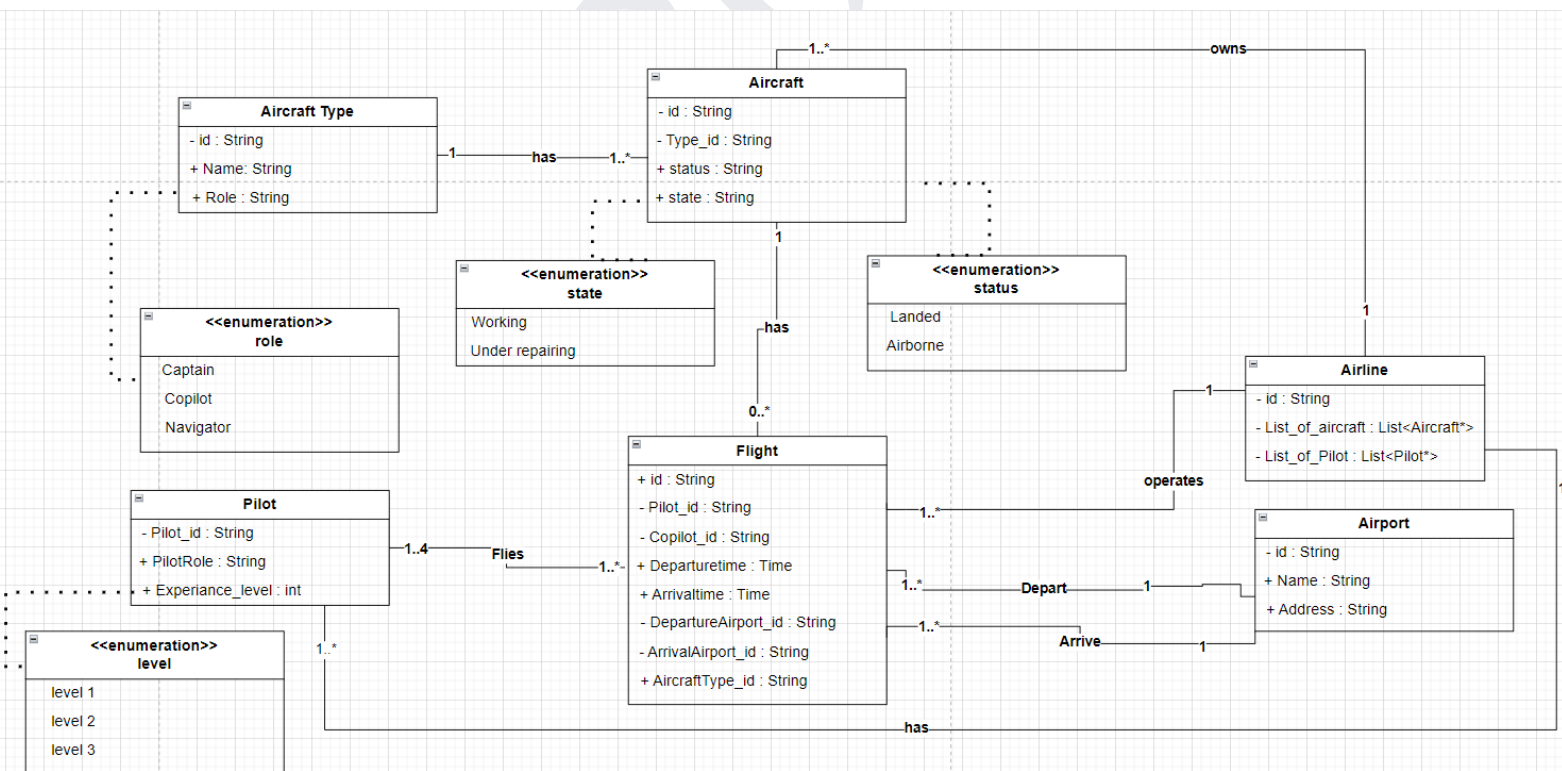 1..*
owns
Aircraft
- id : String
- Type_id : String
+ status : String
+ state : String
Aircraft Type
- id : String
+ Name: String
+ Role : String
1
has
1..*
1
<<enumeration>>
state
Working
Under repairing
<<enumeration>>
status
Landed
Airborne
<<enumeration>>
role
Captain
Copilot
Navigator
has
0..*
1
Airline
- id : String
- List_of_aircraft : List<Aircraft*>
- List_of_Pilot : List<Pilot*>
1
operates
1..*
Flight
+ id : String
- Pilot_id : String
- Copilot_id : String
+ Departuretime : Time
+ Arrivaltime : Time
- DepartureAirport_id : String
- ArrivalAirport_id : String
+ AircraftType_id : String
Pilot
- Pilot_id : String
+ PilotRole : String
+ Experiance_level : int
1..4
Flies
1..*
Airport
- id : String
+ Name : String
+ Address : String
1..*
Depart
1
1..*
Arrive
1
<<enumeration>>
level
level 1
level 2
level 3
1..*
has